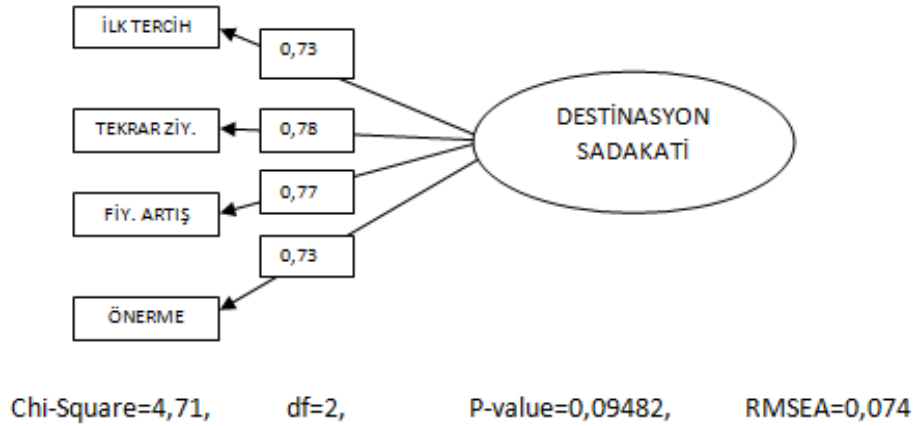 İLK TERCİH
0,73
TEKRAR ZİY.
0,78
DESTİNASYON
SADAKATİ
0,77
FİY. ARTIŞ
0,73
ÖNERME
Chi-Square=4,71, df=2, P-value=0,09482, RMSEA=0,074